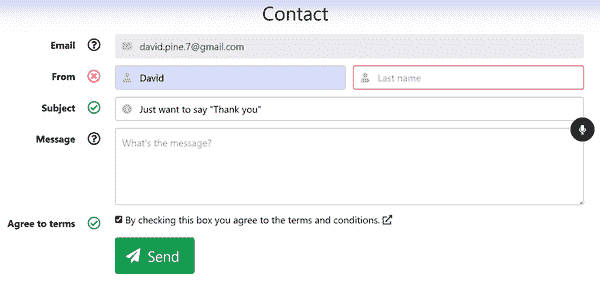 Contact
Email david.pine.7@gmail.com
From David Last name
Subject Just want to say "Thank you"
Message What's the message?
Agree to terms By checking this box you agree to the terms and conditions.
Send